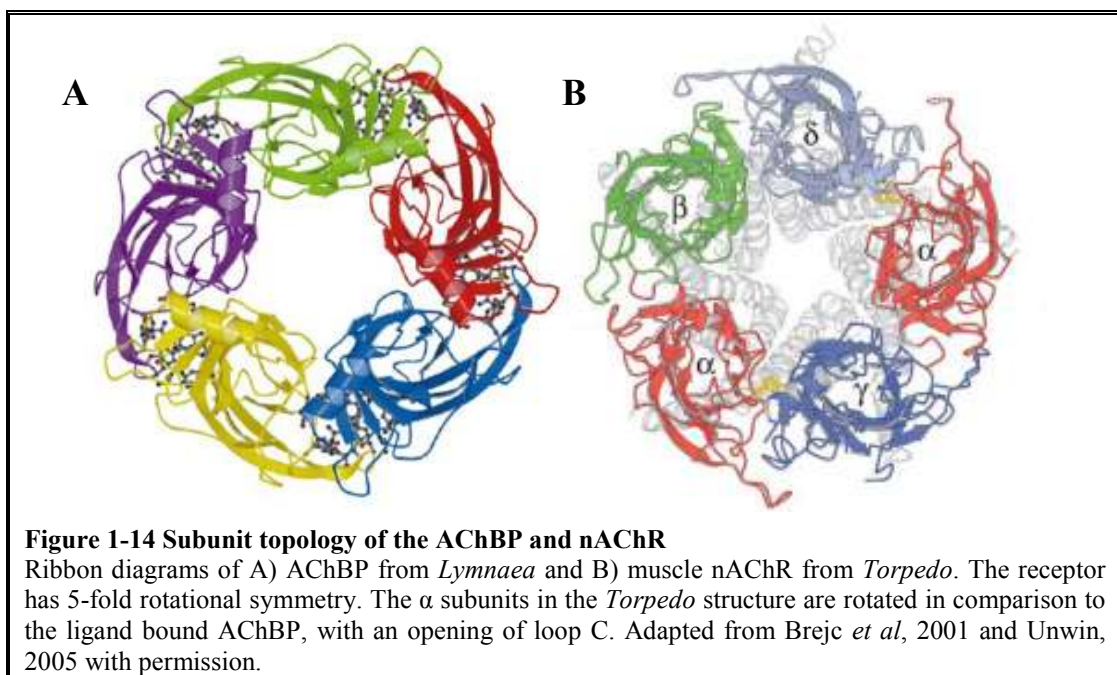 A
B
δ
β
α
α
γ
Figure 1-14 Subunit topology of the AChBP and nAChR
Ribbon diagrams of A) AChBP from Lymnaea and B) muscle nAChR from Torpedo. The receptor
has 5-fold rotational symmetry. The α subunits in the Torpedo structure are rotated in comparison to
the ligand bound AChBP, with an opening of loop C. Adapted from Brejc et al, 2001 and Unwin,
2005 with permission.